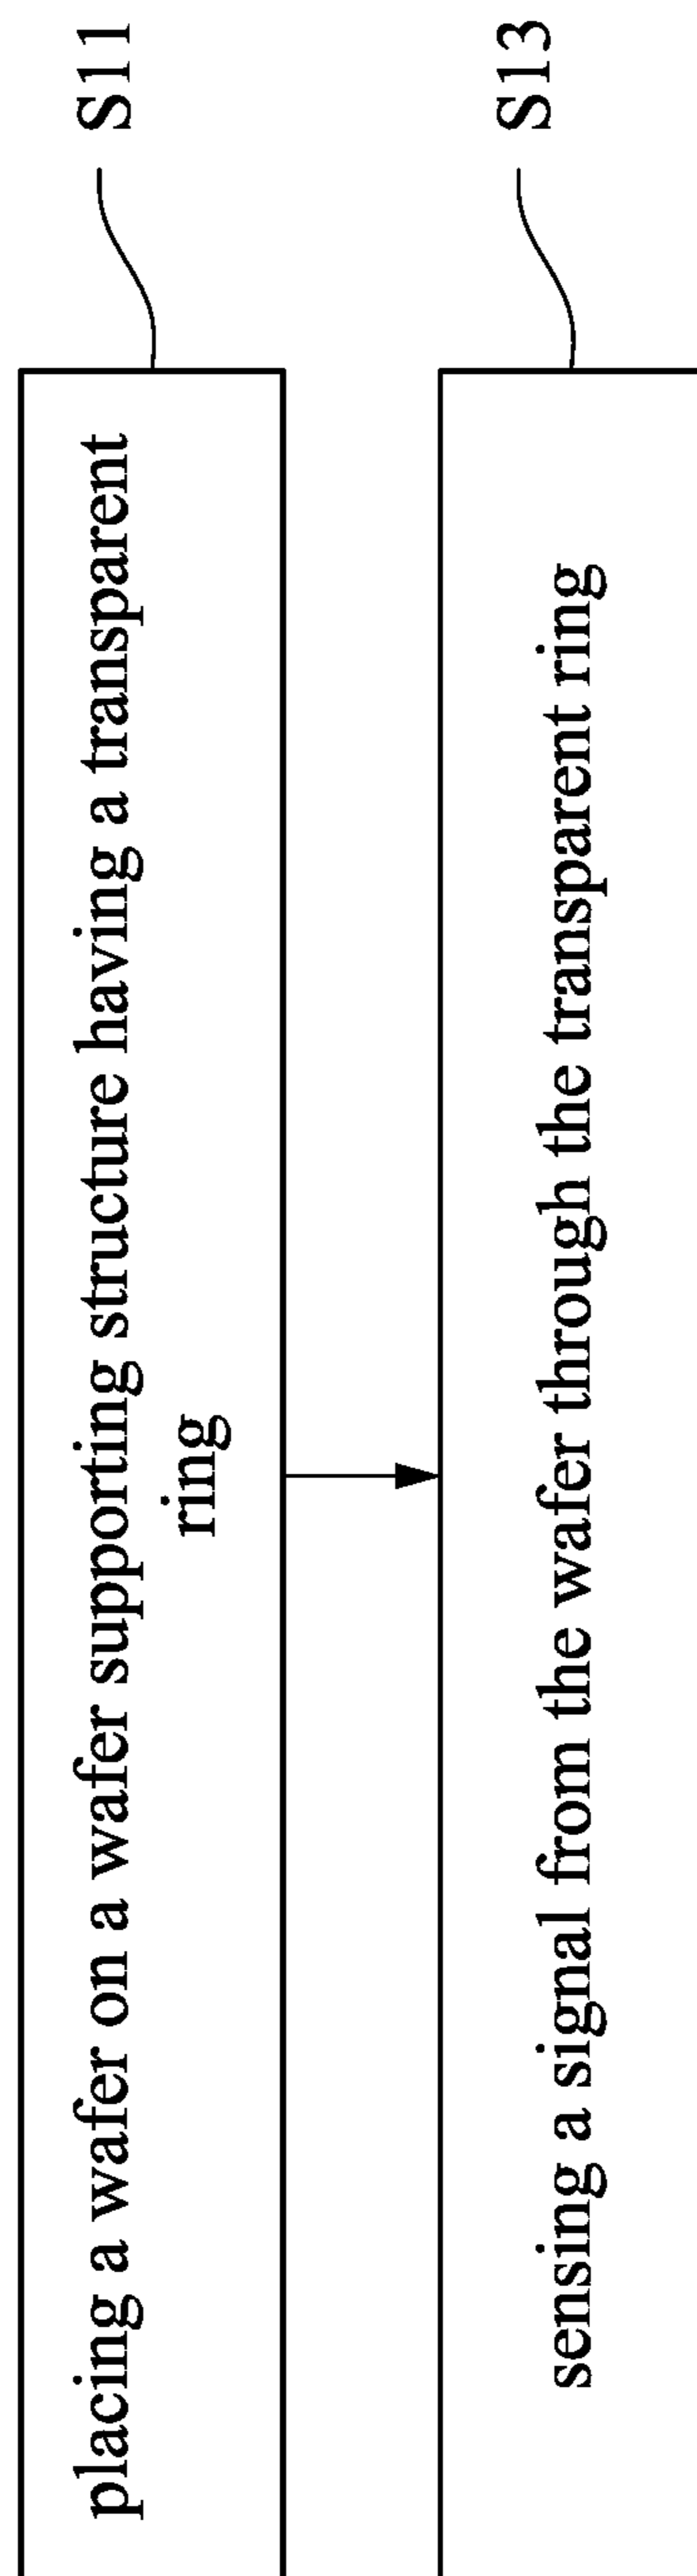 placing a wafer on a wafer supporting structure having a transparent
ring
S11
sensing a signal from the wafer through the transparent ring
S13